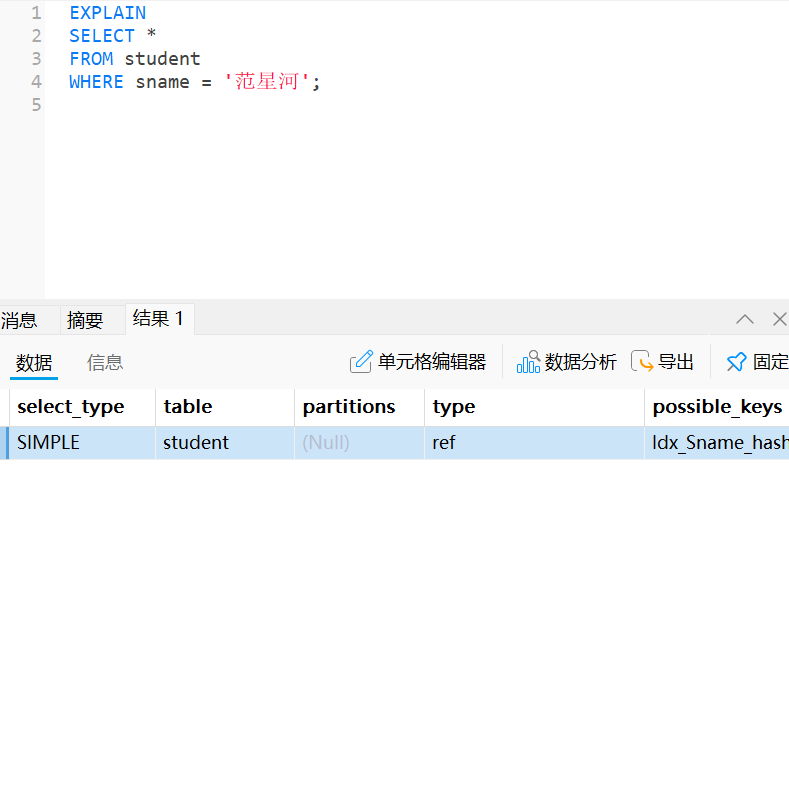 1 EXPLAIN
2 SELECT *
3 FROM student
4 WHERE sname = '范星河';
5
消息 摘要 结果 1
数据 信息 单元格编辑器 数据分析 导出 固定
select_type table partitions type possible_keys
SIMPLE student (Null) ref Idx_Sname_hash